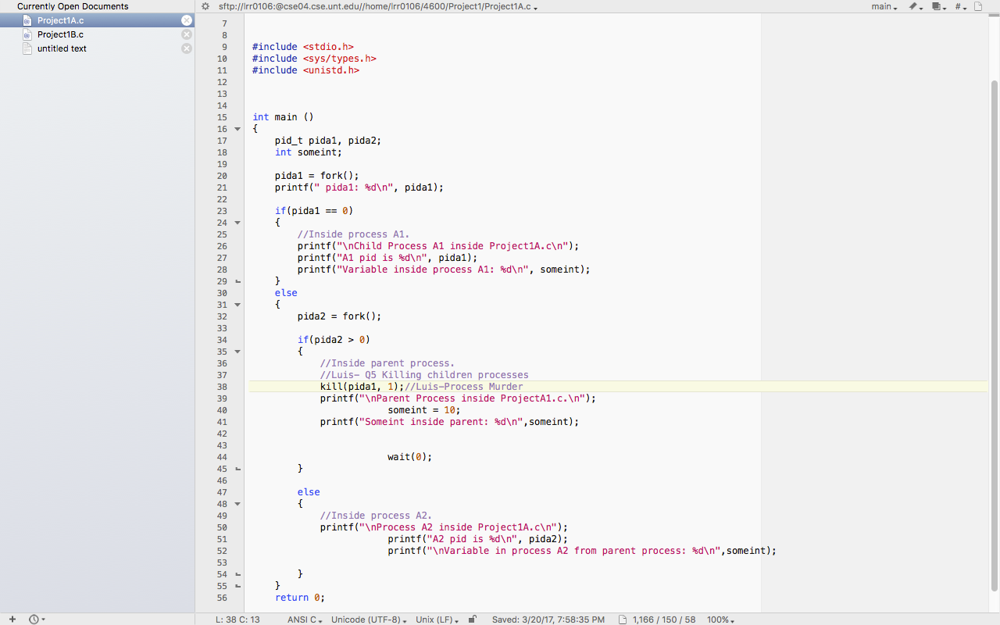 Currently Open Documents
sftp://lrr0106:@cse04.cse.unt.edu//home/lrr0106/4600/Project1/Project1A.c
main
#
Project1A.c
Project1B.c
untitled text
7
8
9 #include <stdio.h>
10 #include <sys/types.h>
11 #include <unistd.h>
12
13
14
15 int main ()
16 {
17 pid_t pida1, pida2;
18 int someint;
19
20 pida1 = fork();
21 printf(" pida1: %d\n", pida1);
22
23 if(pida1 == 0)
24 {
25 //Inside process A1.
26 printf("\nChild Process A1 inside Project1A.c\n");
27 printf("A1 pid is %d\n", pida1);
28 printf("Variable inside process A1: %d\n", someint);
29 }
30 else
31 {
32 pida2 = fork();
33
34 if(pida2 > 0)
35 {
36 //Inside parent process.
37 //Luis- Q5 Killing children processes
38 kill(pida1, 1);//Luis-Process Murder
39 printf("\nParent Process inside ProjectA1.c.\n");
40 someint = 10;
41 printf("Someint inside parent: %d\n",someint);
42
43
44 wait(0);
45 }
46
47 else
48 {
49 //Inside process A2.
50 printf("\nProcess A2 inside Project1A.c\n");
51 printf("A2 pid is %d\n", pida2);
52 printf("\nVariable in process A2 from parent process: %d\n",someint);
53
54 }
55 }
56 return 0;
L: 38 C: 13 ANSI C Unicode (UTF-8) Unix (LF) Saved: 3/20/17, 7:58:35 PM 1,166 / 150 / 58 100%